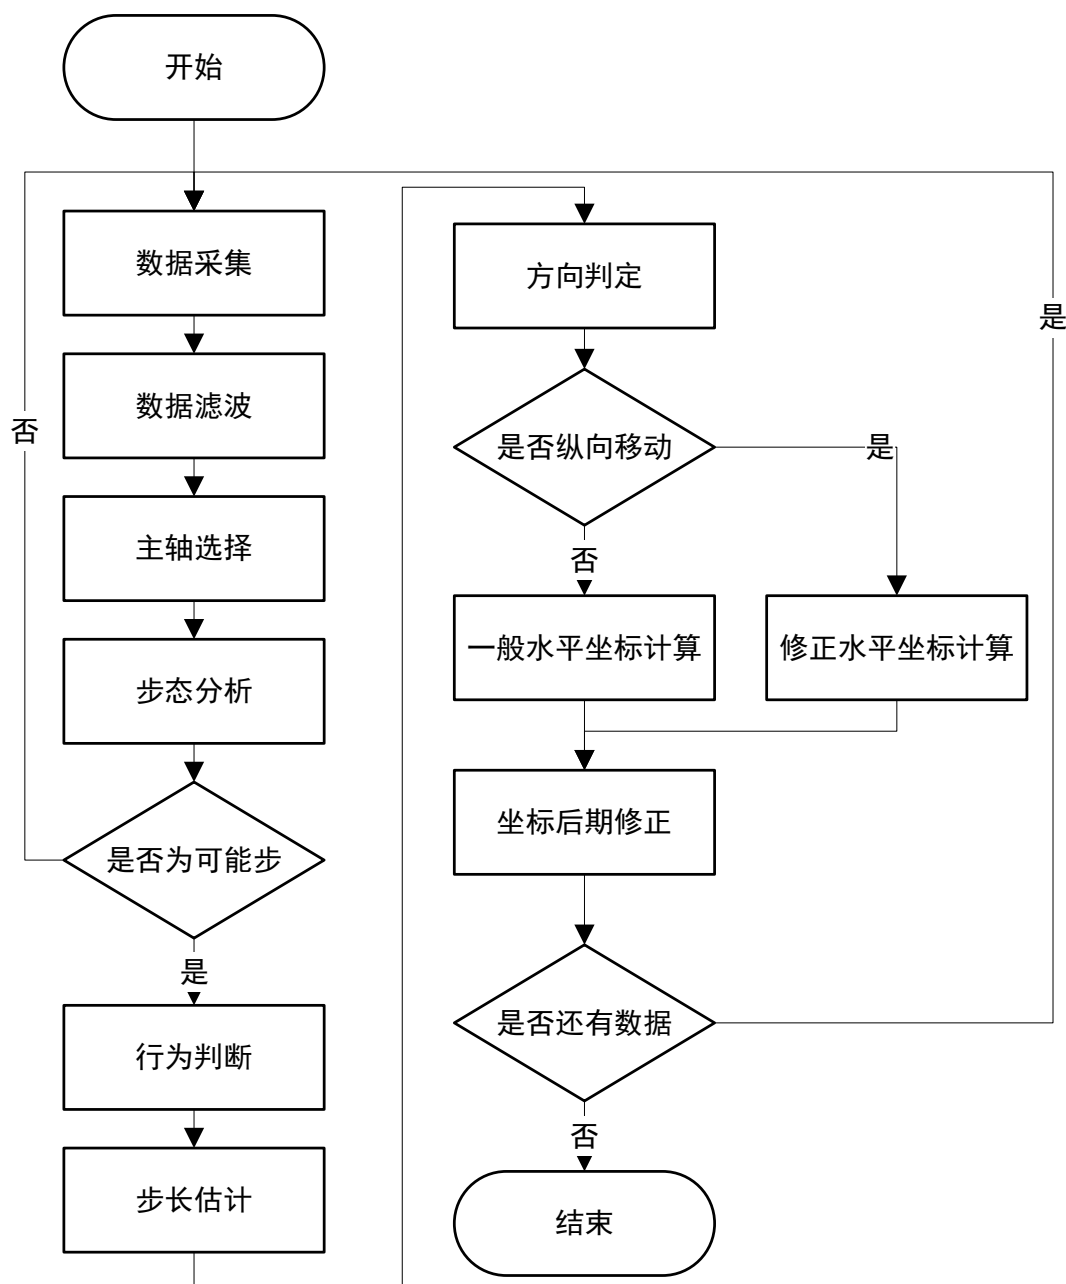 开始
数据采集
数据滤波
否
主轴选择
步态分析
是否为可能步
是
行为判断
步长估计
方向判定
是
是否纵向移动
是
否
一般水平坐标计算
修正水平坐标计算
坐标后期修正
是否还有数据
否
结束